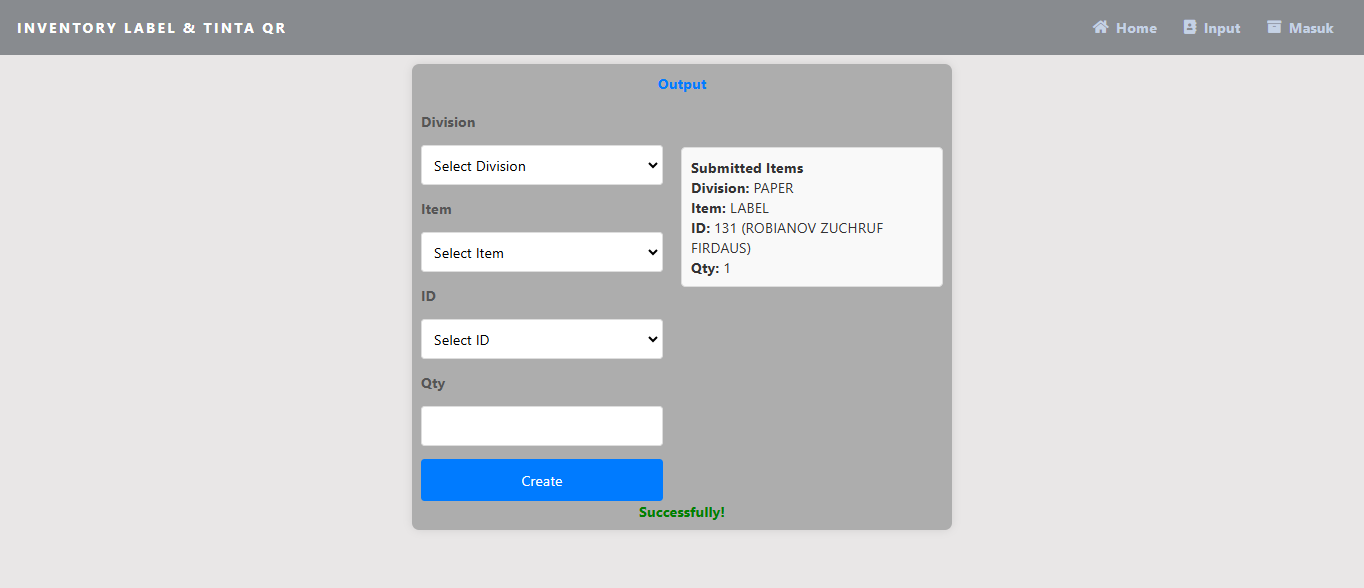 INVENTORY LABEL & TINTA QR
Home
Input
Masuk
Output
Division
Select Division
Item
Select Item
ID
Select ID
Qty
Create
Submitted Items
Division: PAPER
Item: LABEL
ID: 131 (ROBIANOV ZUCHRUF
FIRDAUS)
Qty: 1
Successfully!